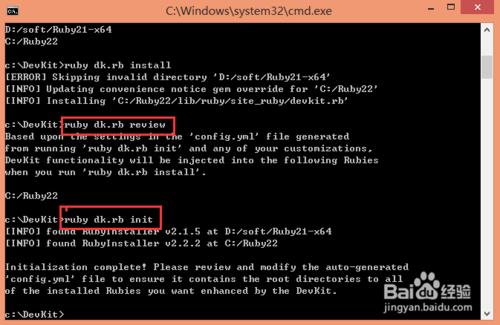 C:\Windows\system32\cmd.exe
D:/soft/Ruby21-x64
C:/Ruby22
c:\DevKit>ruby dk.rb install
[ERROR] Skipping invalid directory 'D:/soft/Ruby21-x64'
[INFO] Updating convenience notice gem override for 'C:/Ruby22'
[INFO] Installing 'C:/Ruby22/lib/ruby/site_ruby/devkit.rb'
c:\DevKit>ruby dk.rb review
Based upon the settings in the 'config.yml' file generated
from running 'ruby dk.rb init' and any of your customizations,
DevKit functionality will be injected into the following Rubies
when you run 'ruby dk.rb install'.
C:/Ruby22
c:\DevKit>ruby dk.rb init
[INFO] found RubyInstaller v2.1.5 at D:/soft/Ruby21-x64
[INFO] found RubyInstaller v2.2.2 at C:/Ruby22
Initialization complete! Please review and modify the auto-generated
'config.yml' file to ensure it contains the root directories to all
of the installed Rubies you want enhanced by the DevKit.
c:\DevKit>
Baidu经验
jingyan.baidu.com